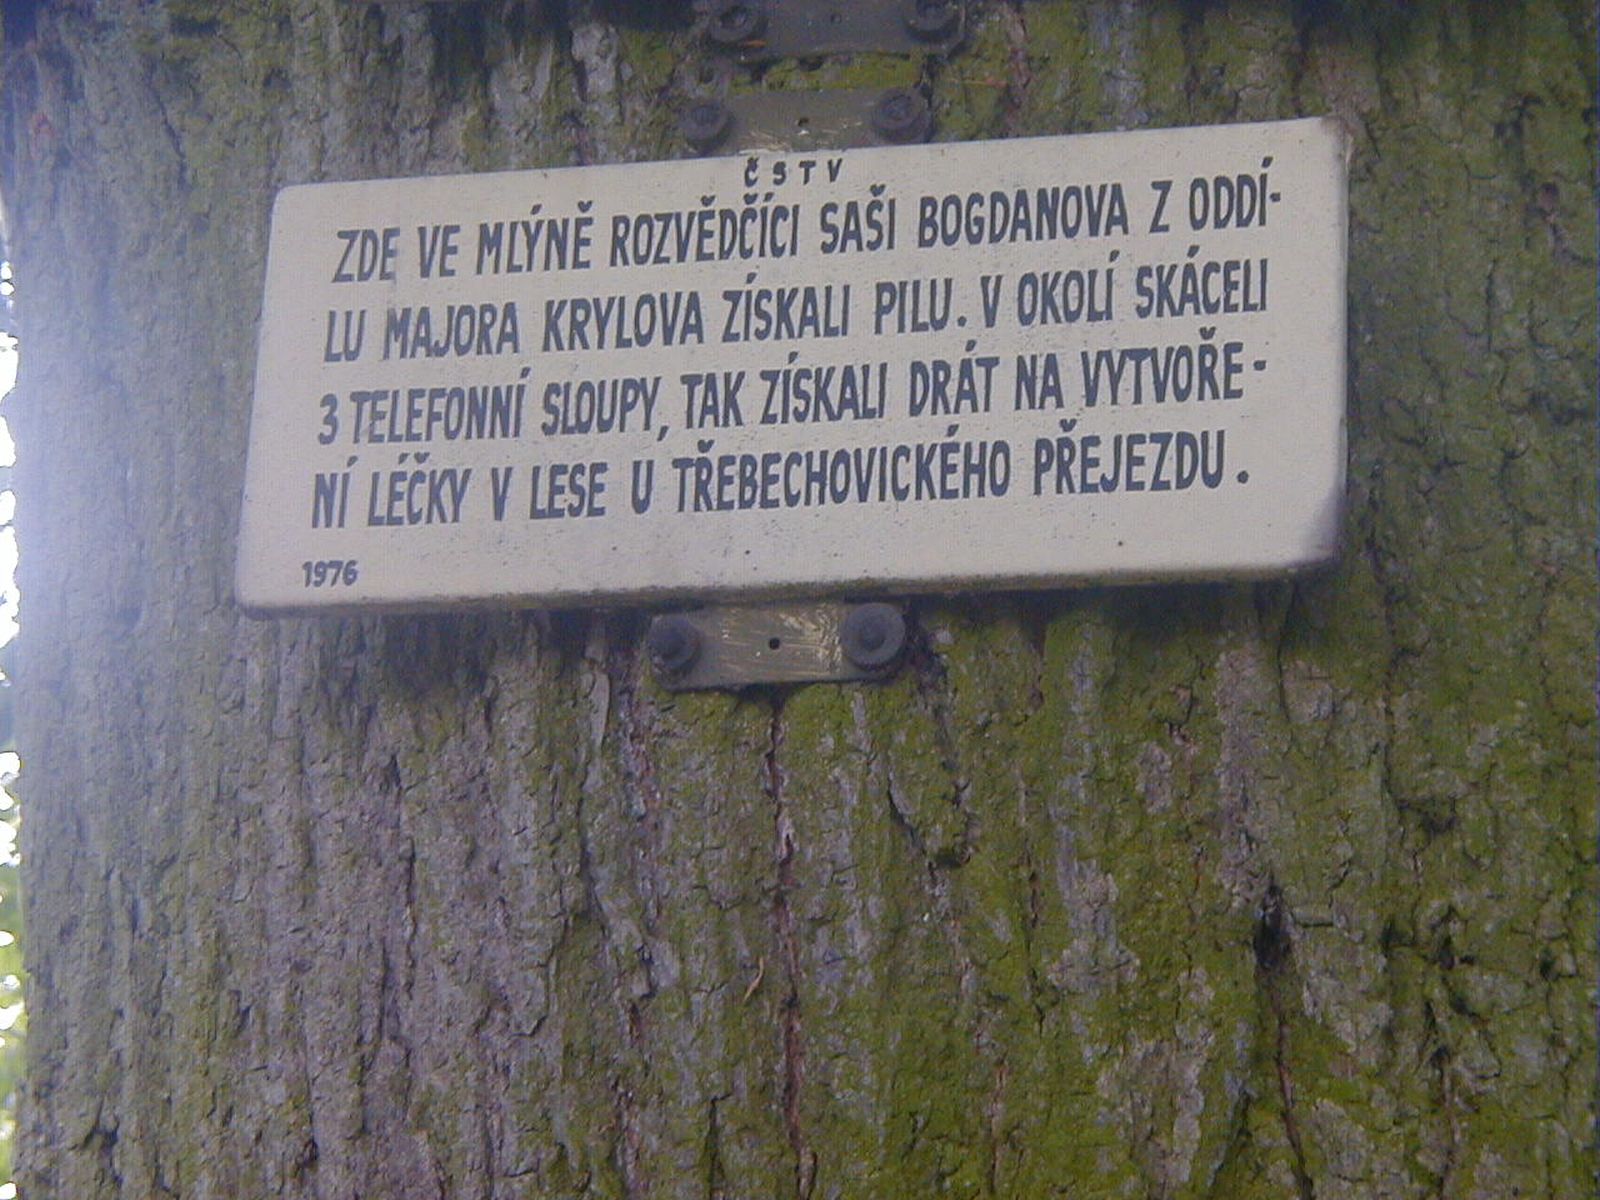 ČSTV
ZDE VE MLÝNĚ ROZVĚDČÍCI SAŠI BOGDANOVA Z ODDÍ-
LU MAJORA KRYLOVA ZÍSKALI PILU. V OKOLÍ SKÁCELI
3 TELEFONNÍ SLOUPY, TAK ZÍSKALI DRÁT NA VYTVOŘE-
NÍ LÉČKY V LESE U TŘEBECHOVICKÉHO PŘEJEZDU.
1976